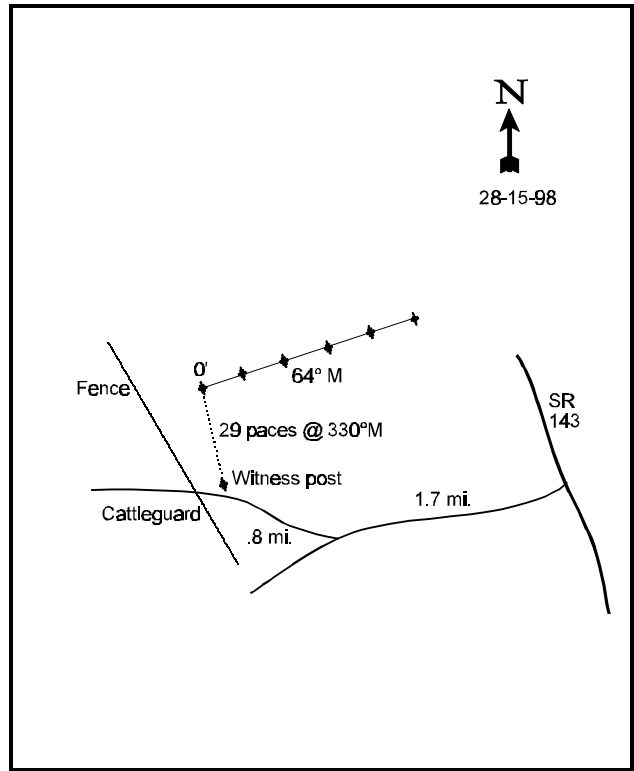 N
28-15-98
0'
64° M
Fence
SR
143
29 paces @ 330°M
Witness post
Cattleguard
1.7 mi.
.8 mi.